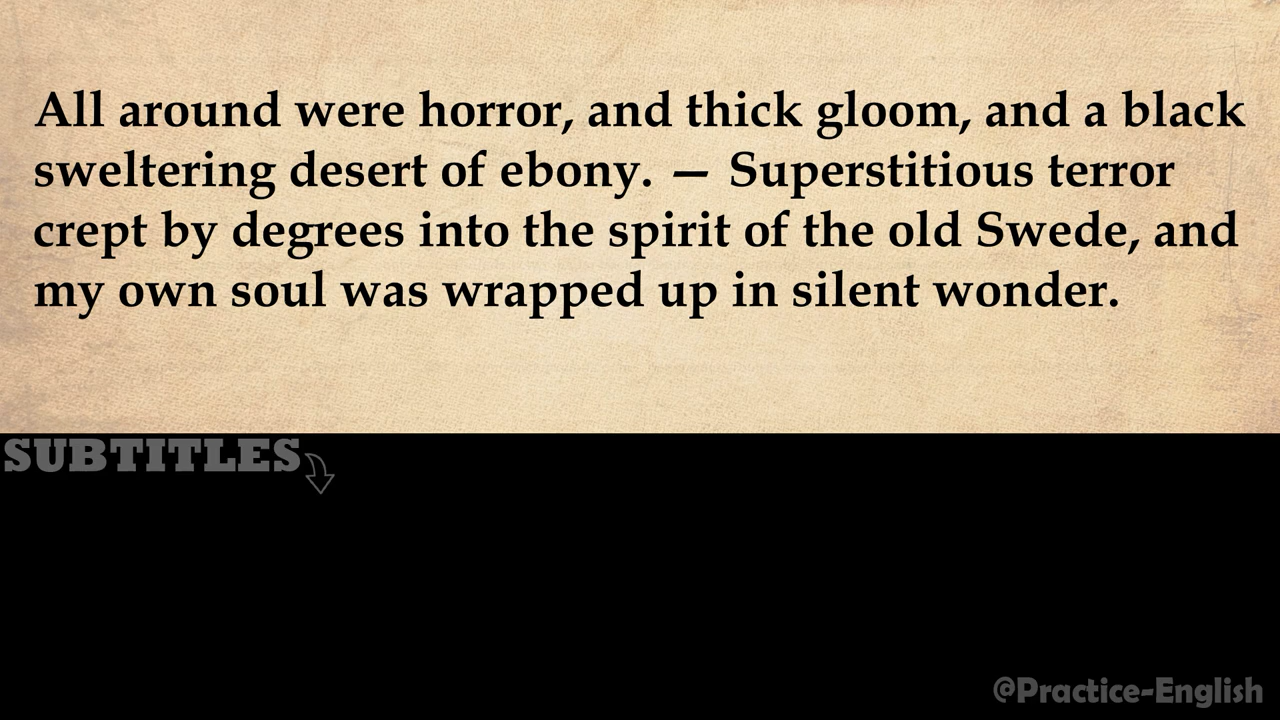 All around were horror, and thick gloom, and a black
sweltering desert of ebony. — Superstitious terror
crept by degrees into the spirit of the old Swede, and
my own soul was wrapped up in silent wonder.
SUBTITLES
@Practice-English